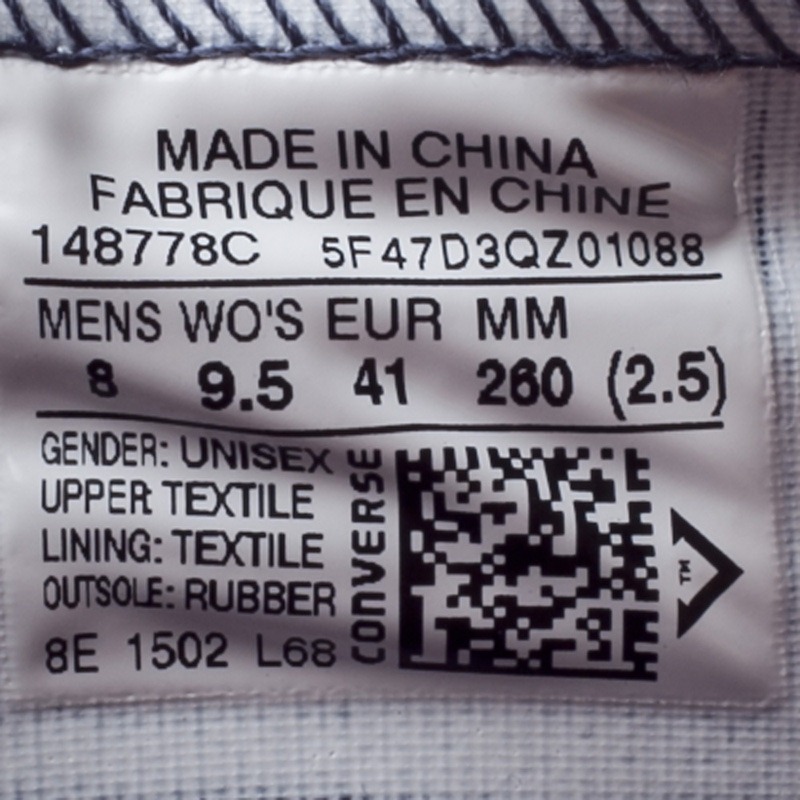 MADE IN CHINA
FABRIQUE EN CHINE
148778C 5F47D3QZ01088
MENS WO'S EUR MM
8 9.5 41 260 (2.5)
GENDER: UNISEX
UPPER: TEXTILE
LINING: TEXTILE
OUTSOLE: RUBBER
8E 1502 L68
CONVERSE
TM